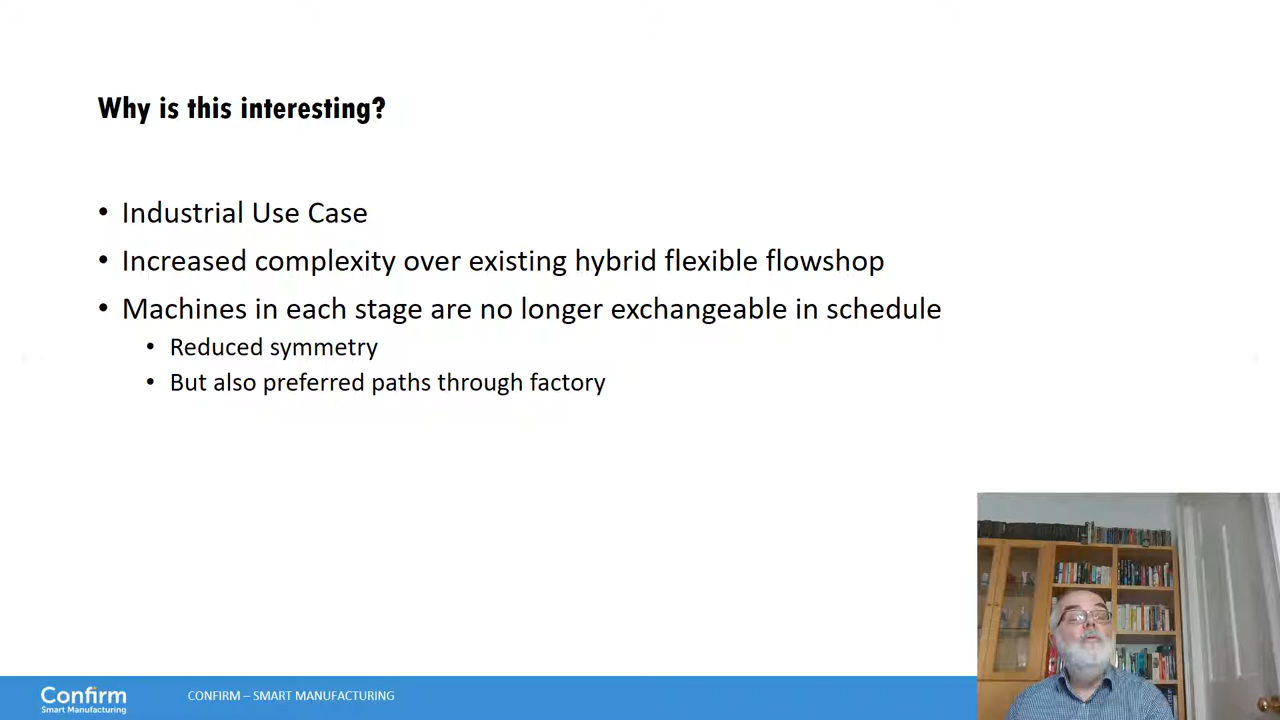 Why is this interesting?
• Industrial Use Case
• Increased complexity over existing hybrid flexible flowshop
• Machines in each stage are no longer exchangeable in schedule
• Reduced symmetry
• But also preferred paths through factory
Confirm
Smart Manufacturing
CONFIRM – SMART MANUFACTURING